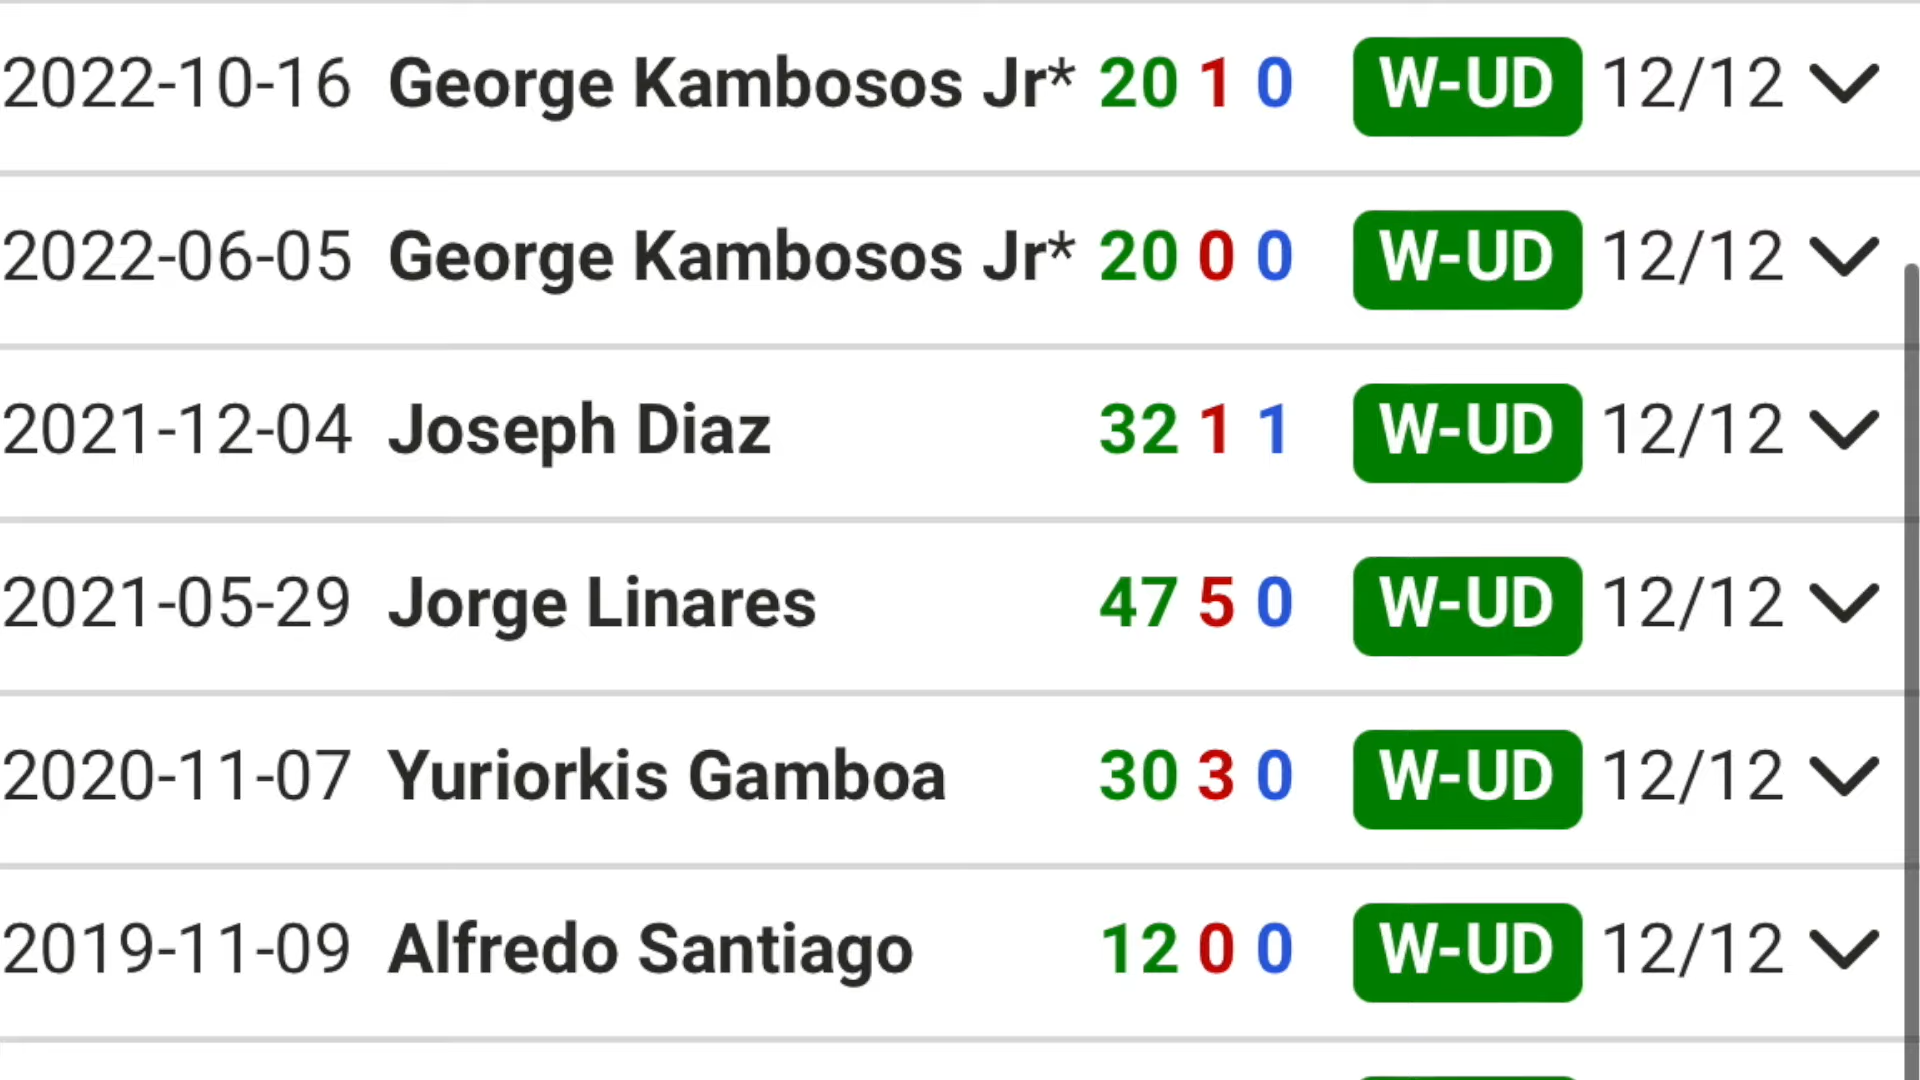 2022-10-16 George Kambosos Jr* 20 1 0 W-UD 12/12
2022-06-05 George Kambosos Jr* 20 0 0 W-UD 12/12
2021-12-04 Joseph Diaz 32 1 1 W-UD 12/12
2021-05-29 Jorge Linares 47 5 0 W-UD 12/12
2020-11-07 Yuriorkis Gamboa 30 3 0 W-UD 12/12
2019-11-09 Alfredo Santiago 12 0 0 W-UD 12/12